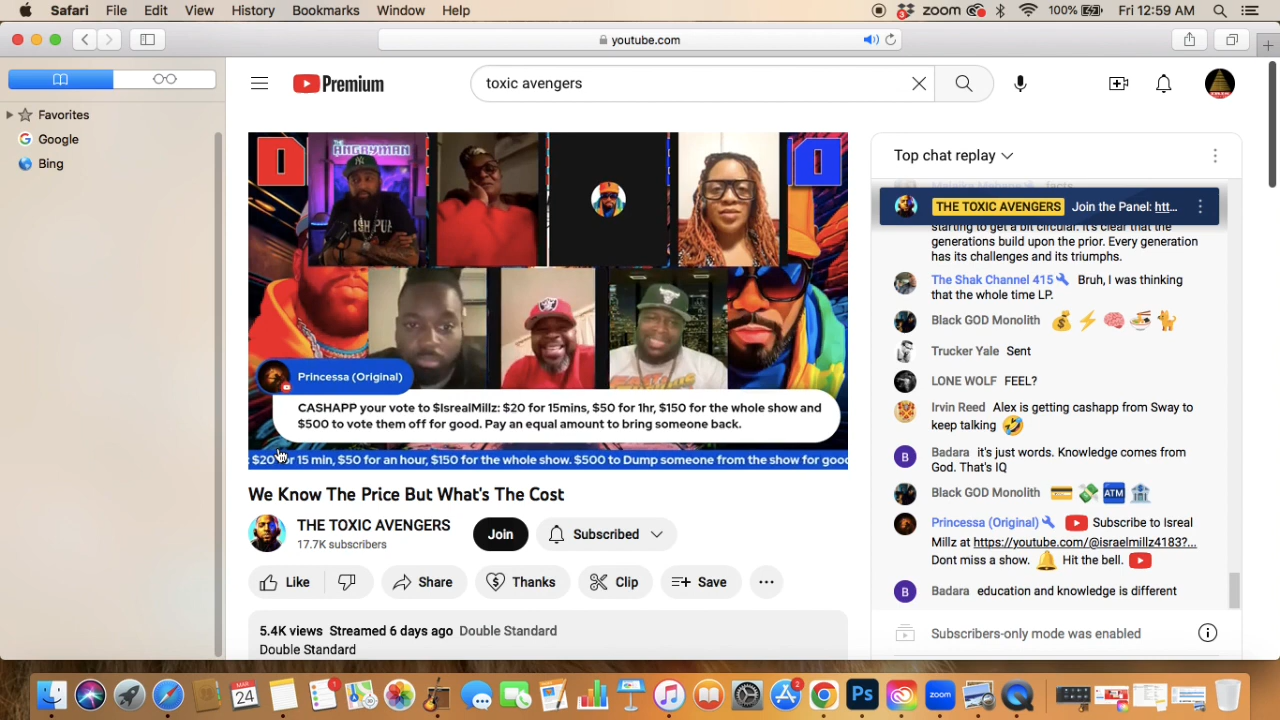 Safari File Edit View History Bookmarks Window Help
3 zoom 100% Fri 12:59 AM
youtube.com
Premium
toxic avengers
Favorites
Google
Bing
ANGRYMAN
Princessa (Original)
CASHAPP your vote to $IsrealMillz: $20 for 15mins, $50 for 1hr, $150 for the whole show and
$500 to vote them off for good. Pay an equal amount to bring someone back.
for 15 min, $50 for an hour, $150 for the whole show. $500 to Dump someone from the show for good
We Know The Price But What's The Cost
THE TOXIC AVENGERS
17.7K subscribers
Join
Subscribed
Like
Share
Thanks
Clip
Save
5.4K views Streamed 6 days ago Double Standard
Double Standard
Top chat replay
THE TOXIC AVENGERS Join the Panel: htt...
starting to get a bit circular. It's clear that the
generations build upon the prior. Every generation
has its challenges and its triumphs.
The Shak Channel 415 Bruh, I was thinking
that the whole time LP.
Black GOD Monolith 💰⚡🧠🍜🐈
Trucker Yale Sent
LONE WOLF FEEL?
Irvin Reed Alex is getting cashapp from Sway to
keep talking 🤣
B Badara it's just words. Knowledge comes from
God. That's IQ
Black GOD Monolith 💳💸🏧🏦
Princessa (Original) Subscribe to Isreal
Millz at https://youtube.com/@israelmillz4183?...
Dont miss a show. 🔔 Hit the bell.
B Badara education and knowledge is different
Subscribers-only mode was enabled
MAR
24
1
2
Ps
zoom